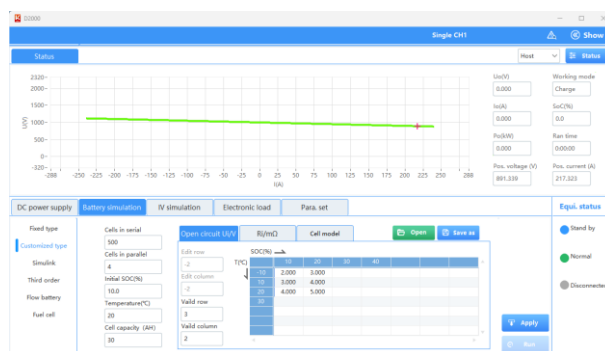 D2000
Single CH1
Show
Status
Host
Status
2320
2000
1500
1000
500
0
-320
U(V)
-288 -250 -225 -200 -175 -150 -125 -100 -75 -50 -25 0 25 50 75 100 125 150 175 200 225 250 288
I(A)
Uo(V) Working mode
0.000 Charge
Io(A) SoC(%)
0.000 0.0
Po(kW) Ran time
0.000 0:00:00
Pos. voltage (V) Pos. current (A)
891.339 217.323
DC power supply Battery simulation IV simulation Electronic load Para. set
Equi. status
Fixed type
Customized type
Simulink
Third order
Flow battery
Fuel cell
Cells in serial
500
Cells in parallel
4
Initial SOC(%)
10.0
Temperature(℃)
20
Cell capacity (AH)
30
Open circuit Ui/V Ri/mΩ Cell model
Open Save as
Edit row
-2
Edit column
-2
Vaild row
3
Vaild column
2
SOC(%)
T(℃)
10 20 30 40
-10 2.000 3.000
10 3.000 4.000
20 4.000 5.000
30
Stand by
Normal
Disconnected
Apply
Run